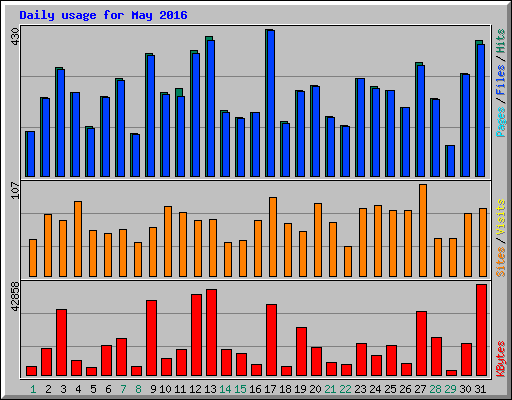 Daily usage for May 2016
430
Pages / Files / Hits
107
Sites / Visits
42858
KBytes
1 2 3 4 5 6 7 8 9 10 11 12 13 14 15 16 17 18 19 20 21 22 23 24 25 26 27 28 29 30 31